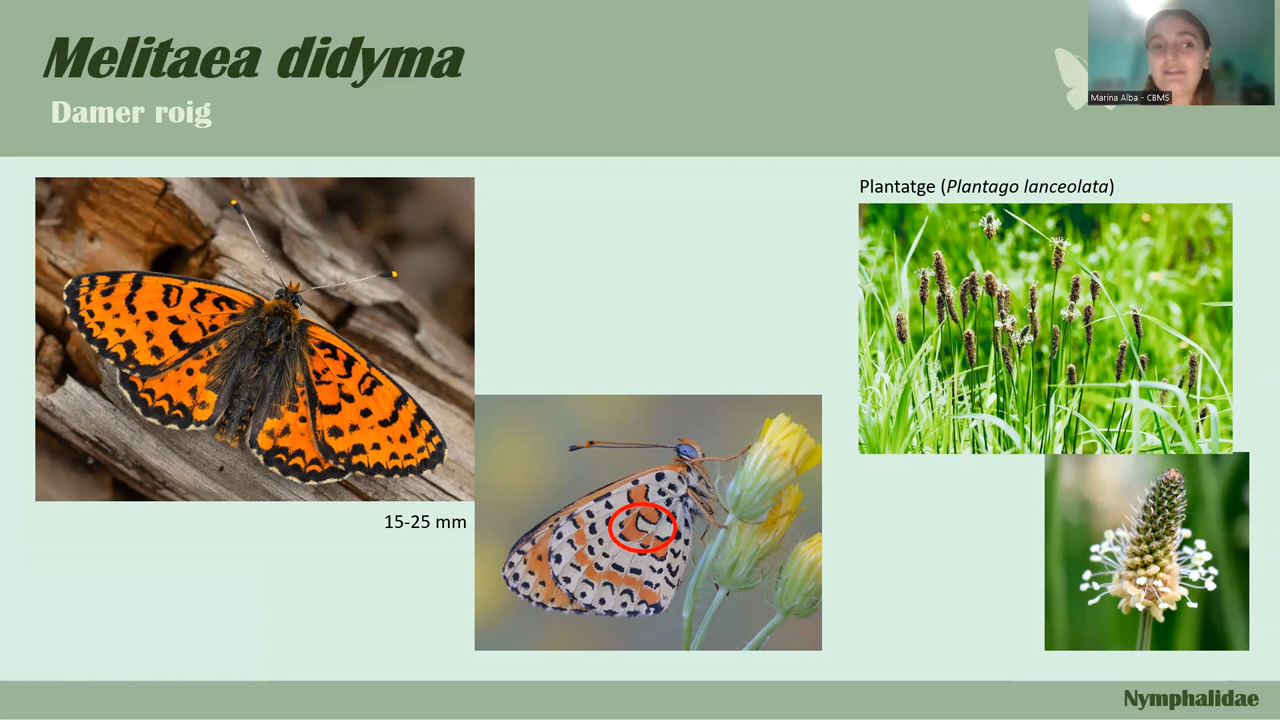 Melitaea didyma
Damer roig
Marina Alba - CBMS
Plantatge (Plantago lanceolata)
15-25 mm
Nymphalidae